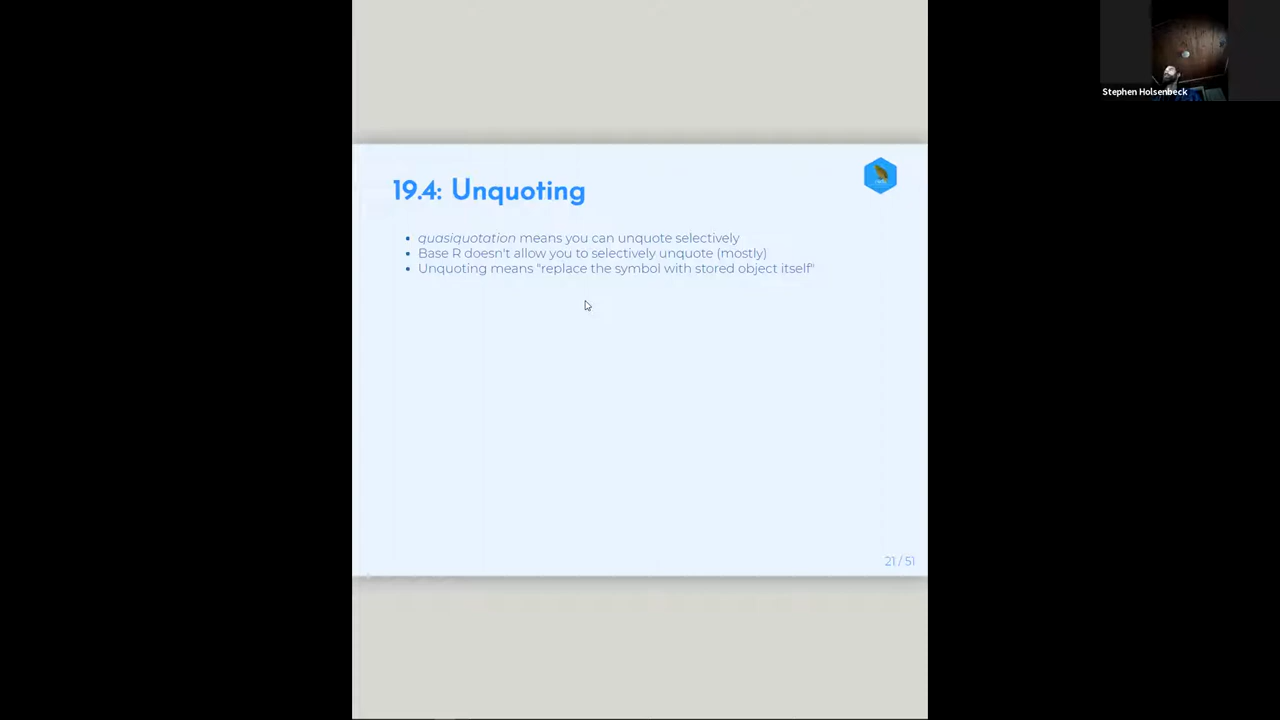 Stephen Holsenbeck
19.4: Unquoting
quasiquotation means you can unquote selectively
Base R doesn't allow you to selectively unquote (mostly)
Unquoting means "replace the symbol with stored object itself"
21 / 51